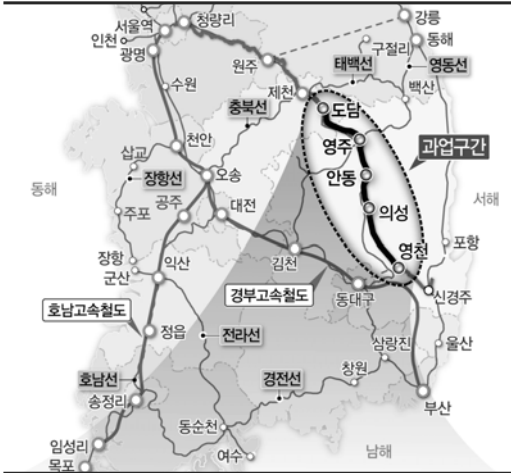 서울역
청량리
강릉
인천
광명
구절리
동해
원주
태백선
영동선
수원
제천
백산
충북선
도담
영주
과업구간
천안
삽교
안동
장항선
오송
동해
서해
공주
대전
의성
주포
포항
장항
김천
영천
군산
익산
경부고속철도
동대구
신경주
호남고속철도
정읍
전라선
삼랑진
울산
호남선
경전선
창원
송정리
부산
동순천
임성리
남해
여수
목포